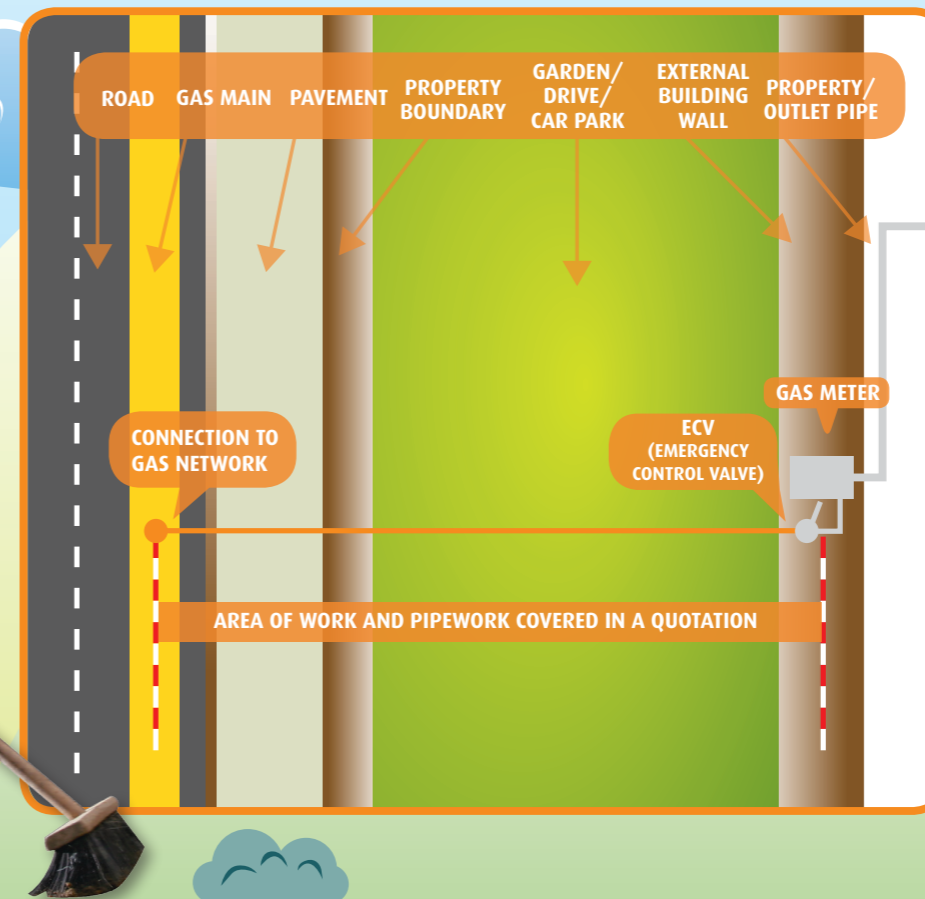 ROAD
GAS MAIN
PAVEMENT
PROPERTY
BOUNDARY
GARDEN/
DRIVE/
CAR PARK
EXTERNAL
BUILDING
WALL
PROPERTY/
OUTLET PIPE
GAS METER
CONNECTION TO
GAS NETWORK
ECV
(EMERGENCY
CONTROL VALVE)
AREA OF WORK AND PIPEWORK COVERED IN A QUOTATION